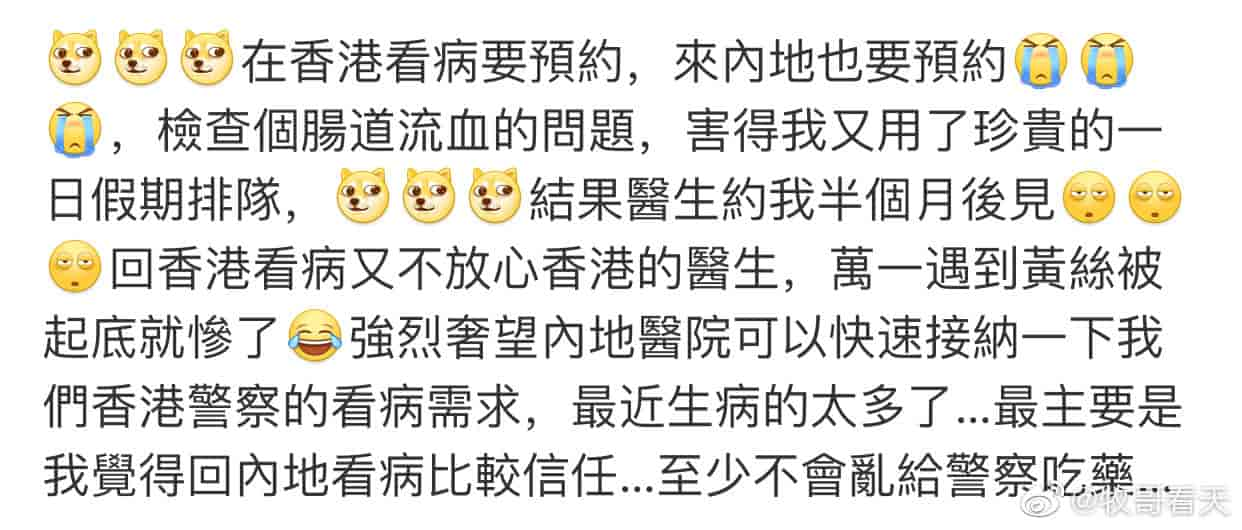 在香港看病要預約，來內地也要預約
，檢查個腸道流血的問題，害得我又用了珍貴的一
日假期排隊，結果醫生約我半個月後見
回香港看病又不放心香港的醫生，萬一遇到黃絲被
起底就慘了強烈奢望內地醫院可以快速接納一下我
們香港警察的看病需求，最近生病的太多了...最主要是
我覺得回內地看病比較信任...至少不會亂給警察吃藥...
@牧哥看天